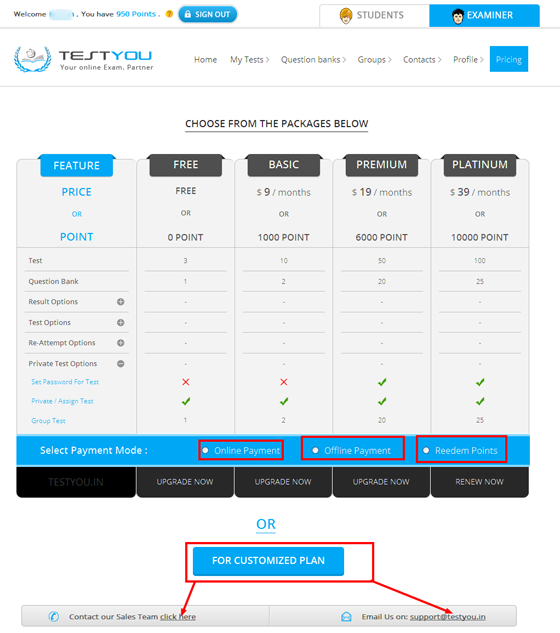 Welcome , You have 950 Points . ? SIGN OUT
STUDENTS EXAMINER
TESTYOU
Your online Exam. Partner
Home My Tests Question banks Groups Contacts Profile Pricing
CHOOSE FROM THE PACKAGES BELOW
FEATURE FREE BASIC PREMIUM PLATINUM
PRICE FREE $ 9 / months $ 19 / months $ 39 / months
OR OR OR OR OR
POINT 0 POINT 1000 POINT 6000 POINT 10000 POINT
Test 3 10 50 100
Question Bank 1 2 20 25
Result Options - - - -
Test Options - - - -
Re-Attempt Options - - - -
Private Test Options - - - -
Set Password For Test
Private / Assign Test
Group Test 1 2 20 25
Select Payment Mode : Online Payment Offline Payment Reedem Points
TESTYOU.IN UPGRADE NOW UPGRADE NOW UPGRADE NOW RENEW NOW
OR
FOR CUSTOMIZED PLAN
Contact our Sales Team click here Email Us on: support@testyou.in